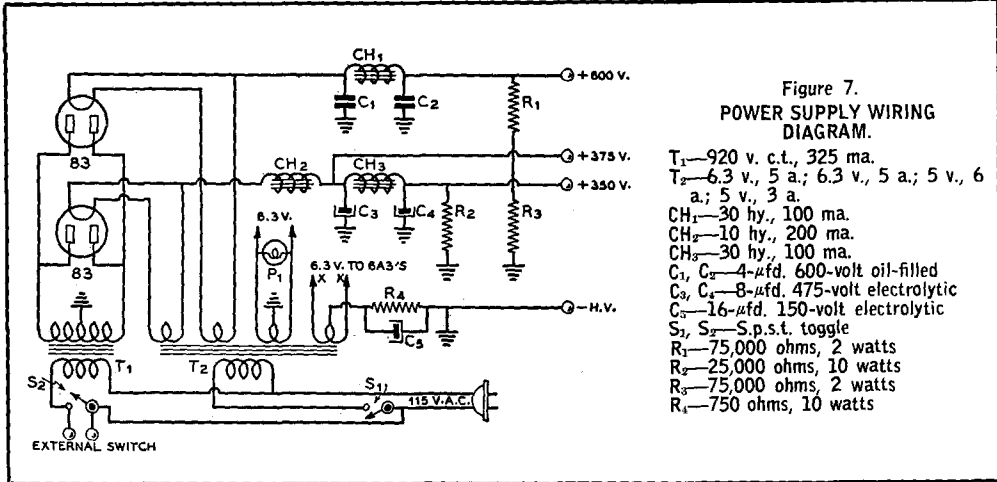 CH₁
+600 V.
C₁
C₂
R₁
83
CH₂
CH₃
+375 V.
+350 V.
C₃
C₄
R₂
R₃
83
6.3 V.
P₁
6.3 V. TO 6A3'S
X X
R₄
C₅
-H.V.
T₁
T₂
S₂
S₁
115 V.A.C.
EXTERNAL SWITCH
Figure 7.
POWER SUPPLY WIRING
DIAGRAM.
T₁—920 v. c.t., 325 ma.
T₂—6.3 v., 5 a.; 6.3 v., 5 a.; 5 v., 6
a.; 5 v., 3 a.
CH₁—30 hy., 100 ma.
CH₂—10 hy., 200 ma.
CH₃—30 hy., 100 ma.
C₁, C₂—4-μfd. 600-volt oil-filled
C₃, C₄—8-μfd. 475-volt electrolytic
C₅—16-μfd. 150-volt electrolytic
S₁, S₂—S.p.s.t. toggle
R₁—75,000 ohms, 2 watts
R₂—25,000 ohms, 10 watts
R₃—75,000 ohms, 2 watts
R₄—750 ohms, 10 watts